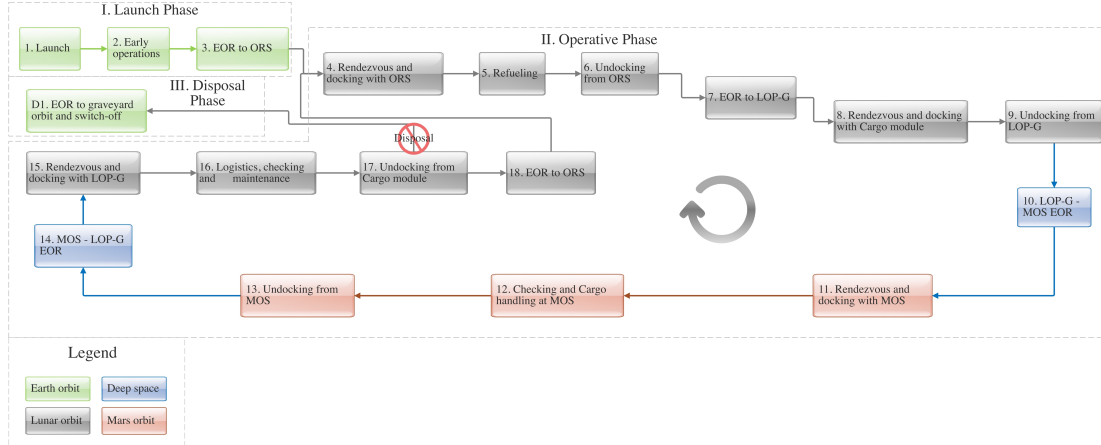 I. Launch Phase
1. Launch
2. Early
operations
3. EOR to ORS
II. Operative Phase
4. Rendezvous and
docking with ORS
5. Refueling
6. Undocking
from ORS
7. EOR to LOP-G
8. Rendezvous and docking
with Cargo module
9. Undocking from
LOP-G
III. Disposal
Phase
D1. EOR to graveyard
orbit and switch-off
Disposal
15. Rendezvous and
docking with LOP-G
16. Logistics, checking
and maintenance
17. Undocking from
Cargo module
18. EOR to ORS
10. LOP-G -
MOS EOR
14. MOS - LOP-G
EOR
13. Undocking from
MOS
12. Checking and Cargo
handling at MOS
11. Rendezvous and
docking with MOS
Legend
Earth orbit
Deep space
Lunar orbit
Mars orbit